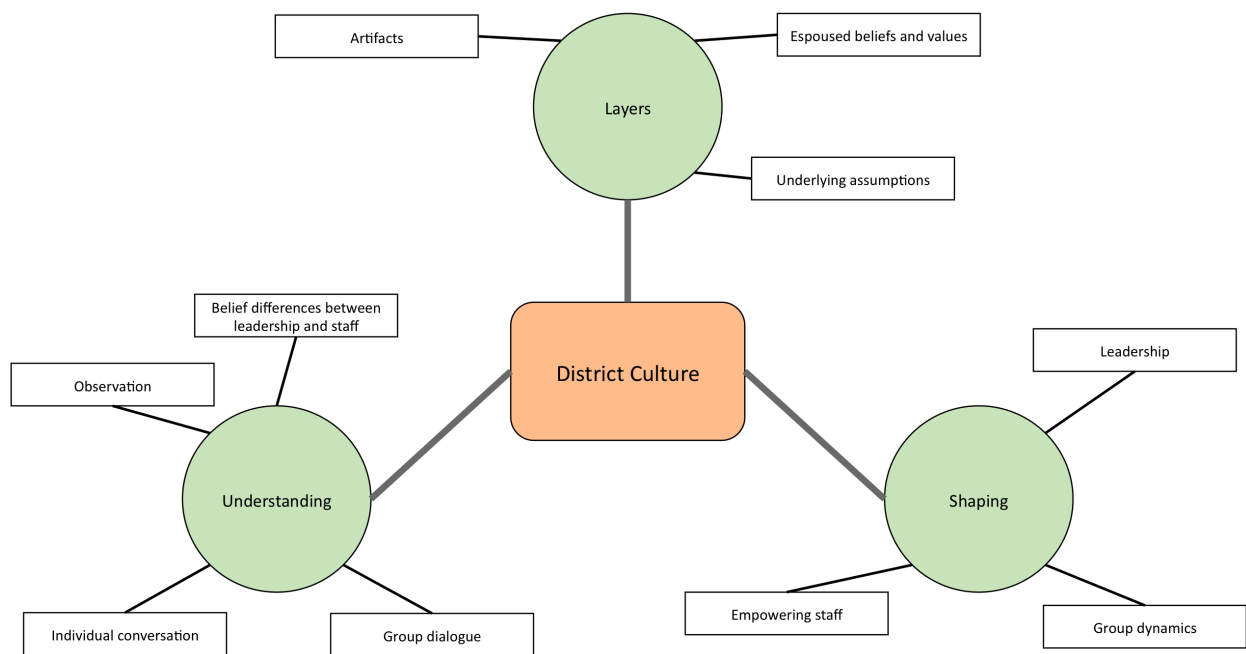 Artifacts
Espoused beliefs and values
Layers
Underlying assumptions
Belief differences between
leadership and staff
Observation
District Culture
Leadership
Understanding
Shaping
Individual conversation
Group dialogue
Empowering staff
Group dynamics